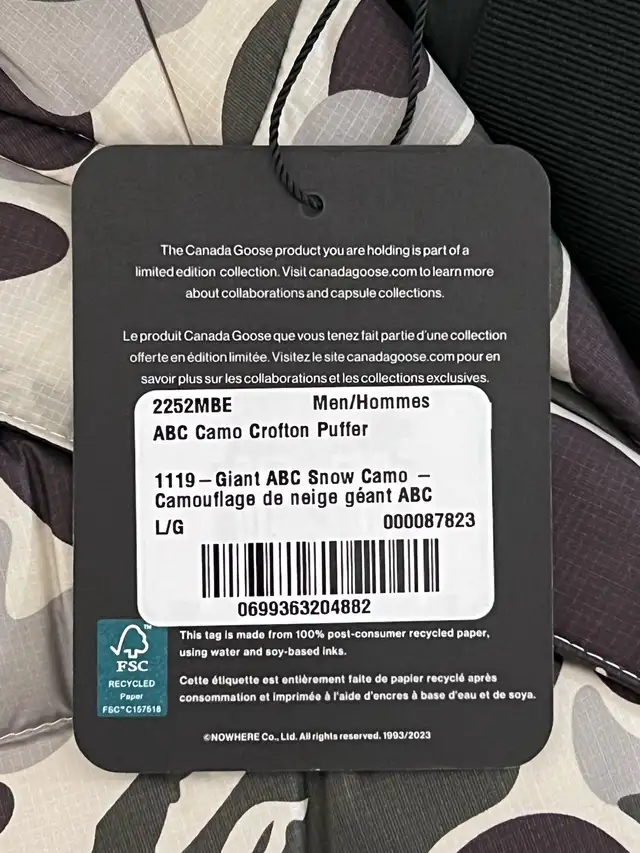 The Canada Goose product you are holding is part of a
limited edition collection. Visit canadagoose.com to learn more
about collaborations and capsule collections.
Le produit Canada Goose que vous tenez fait partie d'une collection
offerte en édition limitée. Visitez le site canadagoose.com pour en
savoir plus sur les collaborations et les collections exclusives.
2252MBE Men/Hommes
ABC Camo Crofton Puffer
1119 – Giant ABC Snow Camo –
Camouflage de neige géant ABC
L/G 000087823
0699363204882
FSC
RECYCLED
Paper
FSC™ C157518
This tag is made from 100% post-consumer recycled paper,
using water and soy-based inks.
Cette étiquette est entièrement faite de papier recyclé après
consommation et imprimée à l'aide d'encres à base d'eau et de soya.
©NOWHERE Co., Ltd. All rights reserved. 1993/2023